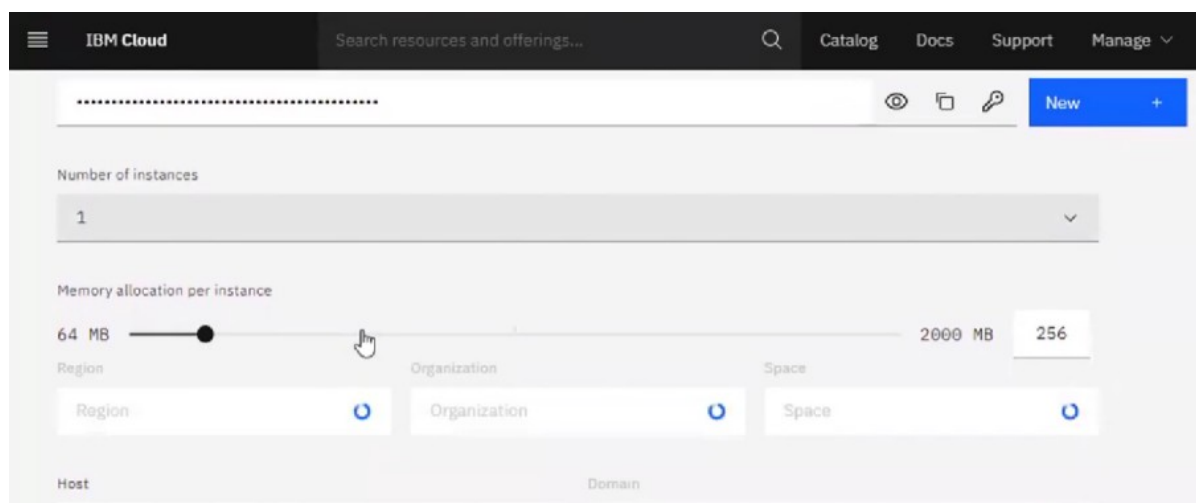 IBM Cloud Search resources and offerings... Catalog Docs Support Manage
•••••••••••••••••••••••••••••••••••••••••••• New +
Number of instances
1
Memory allocation per instance
64 MB 2000 MB 256
Region Organization Space
Region Organization Space
Host Domain